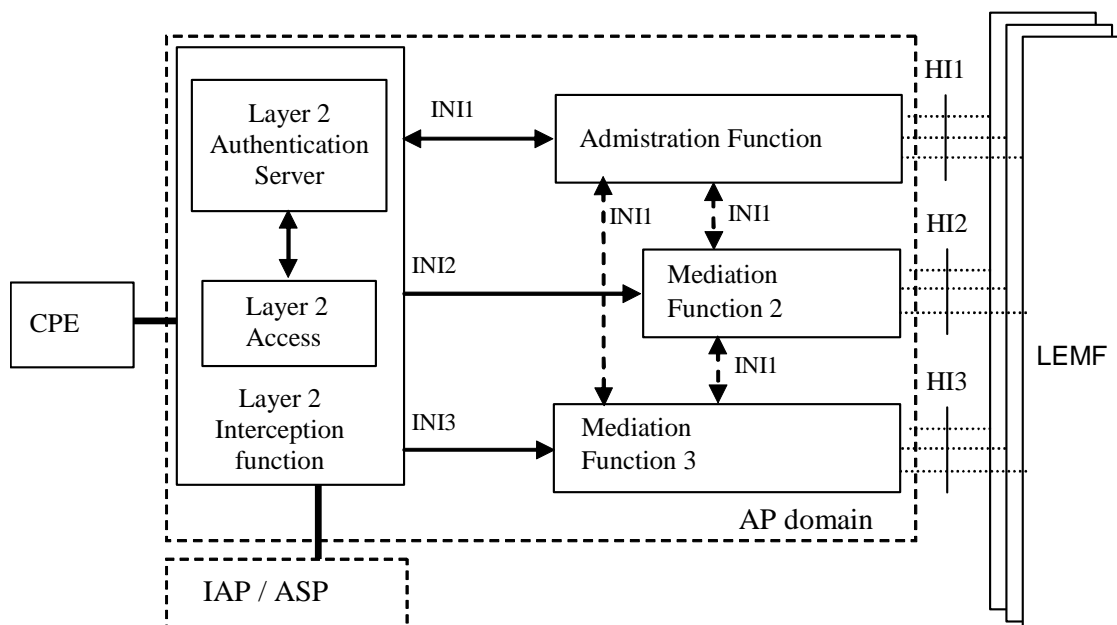 HI1
Layer 2
Authentication
Server
INI1
Admistration Function
INI1
INI1
HI2
INI2
Mediation
Function 2
CPE
Layer 2
Access
INI1
LEMF
HI3
Layer 2
Interception
function
INI3
Mediation
Function 3
AP domain
IAP / ASP